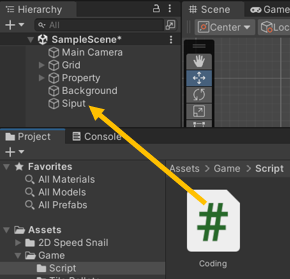 Hierarchy
All
SampleScene*
Main Camera
Grid
Property
Background
Siput
Scene
Game
Center
Loc
Project
Console
Favorites
All Materials
All Models
All Prefabs
Assets
2D Speed Snail
Game
Script
Assets > Game > Script
#
Coding